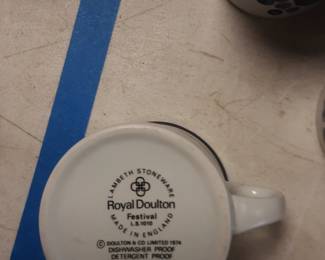 LAMBETH STONEWARE
Royal Doulton
Festival
L.S.1010
MADE IN ENGLAND
© DOULTON & CO LIMITED 1974
DISHWASHER PROOF
DETERGENT PROOF